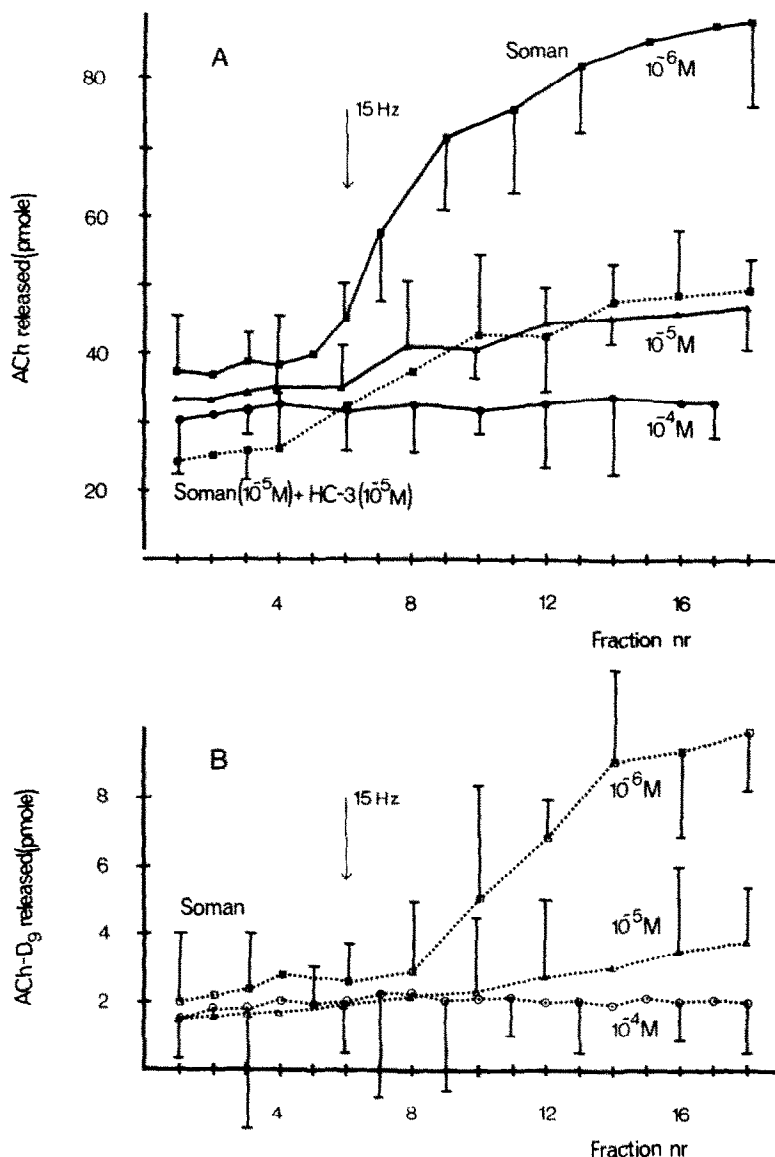 A
Soman
10⁻⁶M
80
15 Hz
ACh released (pmole)
60
40
10⁻⁵M
10⁻⁴M
20
Soman(10⁻⁵M)+ HC-3(10⁻⁵M)
4
8
12
16
Fraction nr
B
8
15 Hz
10⁻⁶M
ACh-D₉ released (pmole)
6
Soman
4
10⁻⁵M
2
10⁻⁴M
4
8
12
16
Fraction nr